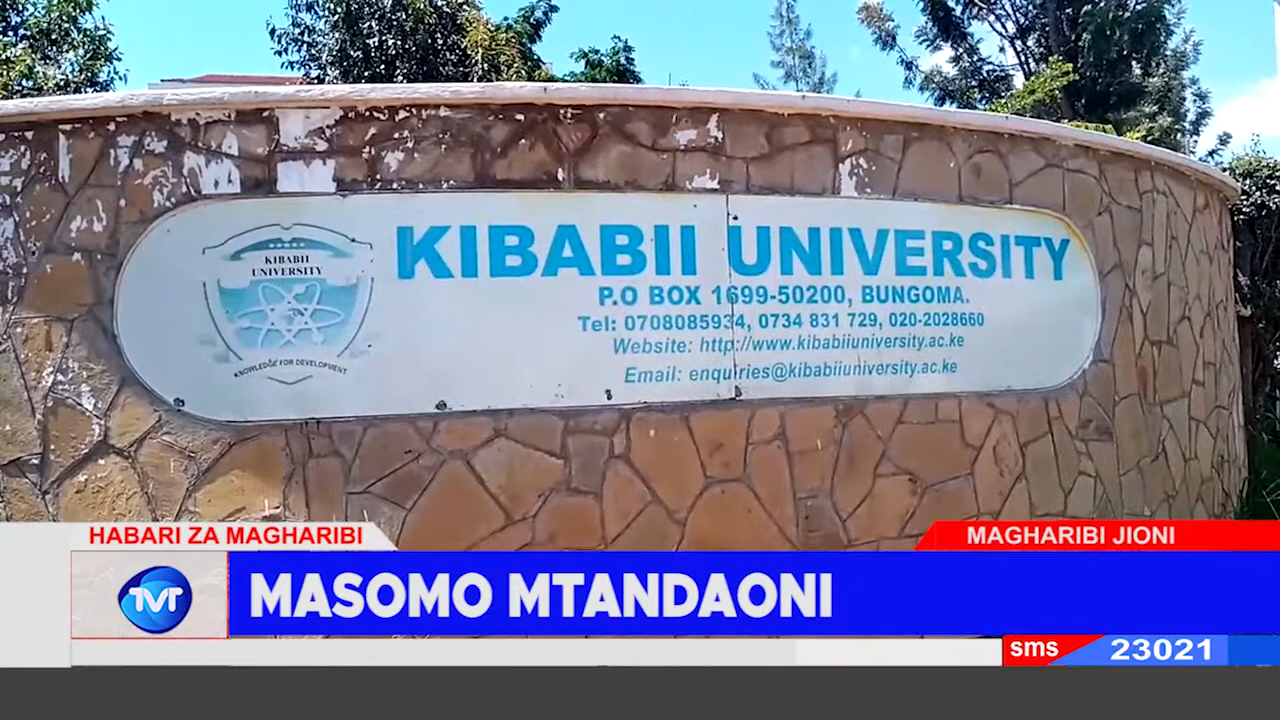 KIBABII
UNIVERSITY
KNOWLEDGE FOR DEVELOPMENT
KIBABII UNIVERSITY
P.O BOX 1699-50200, BUNGOMA.
Tel: 0708085934, 0734 831 729, 020-2028660
Website: http://www.kibabiiuniversity.ac.ke
Email: enquiries@kibabiiuniversity.ac.ke
HABARI ZA MAGHARIBI
MAGHARIBI JIONI
TVT
MASOMO MTANDAONI
sms 23021